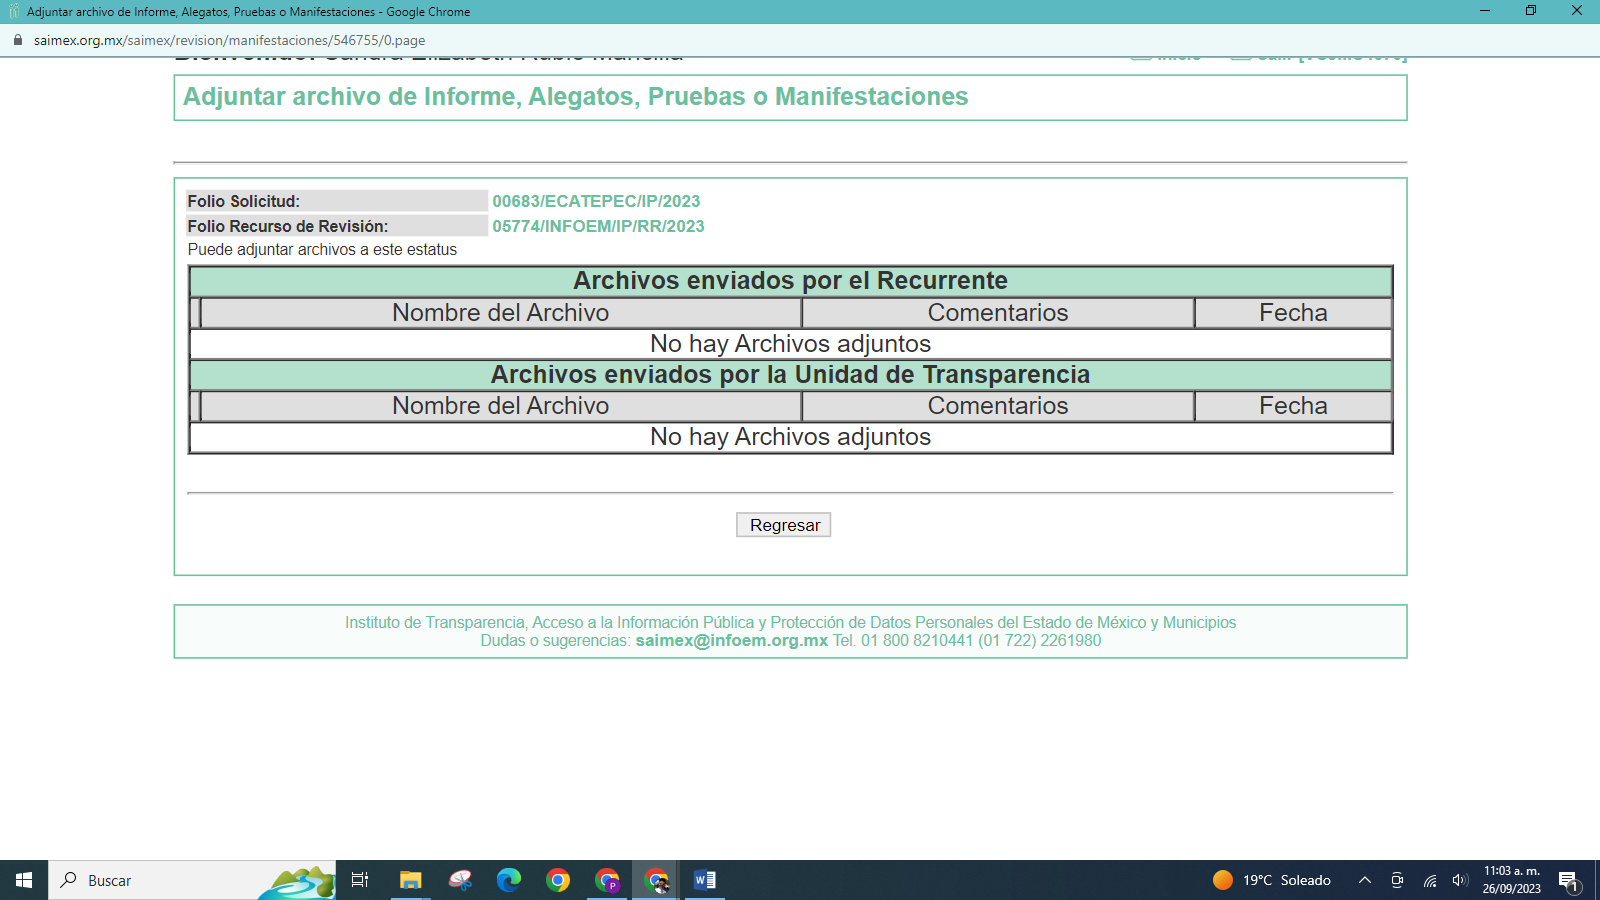 Adjuntar archivo de Informe, Alegatos, Pruebas o Manifestaciones - Google Chrome
saimex.org.mx/saimex/revision/manifestaciones/546755/0.page
Adjuntar archivo de Informe, Alegatos, Pruebas o Manifestaciones
Folio Solicitud: 00683/ECATEPEC/IP/2023
Folio Recurso de Revisión: 05774/INFOEM/IP/RR/2023
Puede adjuntar archivos a este estatus
Archivos enviados por el Recurrente
Nombre del Archivo Comentarios Fecha
No hay Archivos adjuntos
Archivos enviados por la Unidad de Transparencia
Nombre del Archivo Comentarios Fecha
No hay Archivos adjuntos
Regresar
Instituto de Transparencia, Acceso a la Información Pública y Protección de Datos Personales del Estado de México y Municipios
Dudas o sugerencias: saimex@infoem.org.mx Tel. 01 800 8210441 (01 722) 2261980
Buscar
19°C Soleado
11:03 a. m.
26/09/2023
1